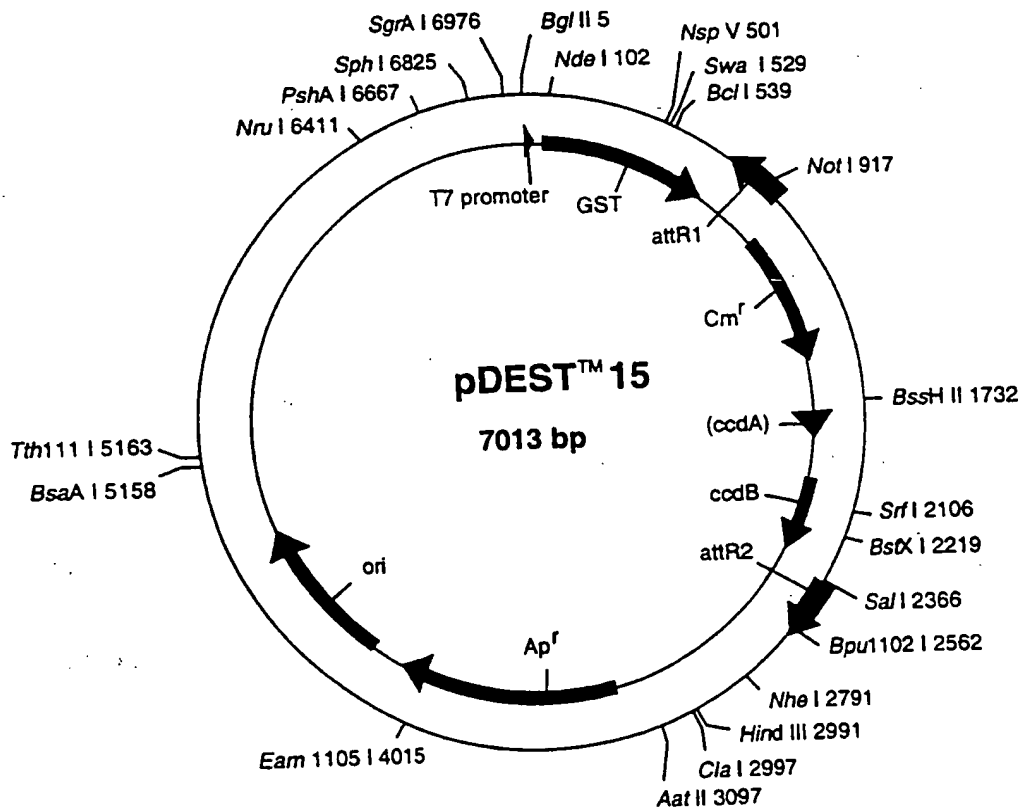 SgrA I 6976
Bgl II 5
Nsp V 501
Sph I 6825
Nde I 102
Swa I 529
PshA I 6667
Bcl I 539
Nru I 6411
Not I 917
T7 promoter
GST
attR1
Cmʳ
pDEST™ 15
BssH II 1732
(ccdA)
7013 bp
Tth111 I 5163
BsaA I 5158
ccdB
Srf I 2106
BstX I 2219
attR2
ori
Sal I 2366
Bpu1102 I 2562
Apʳ
Nhe I 2791
Hind III 2991
Eam 1105 I 4015
Cla I 2997
Aat II 3097